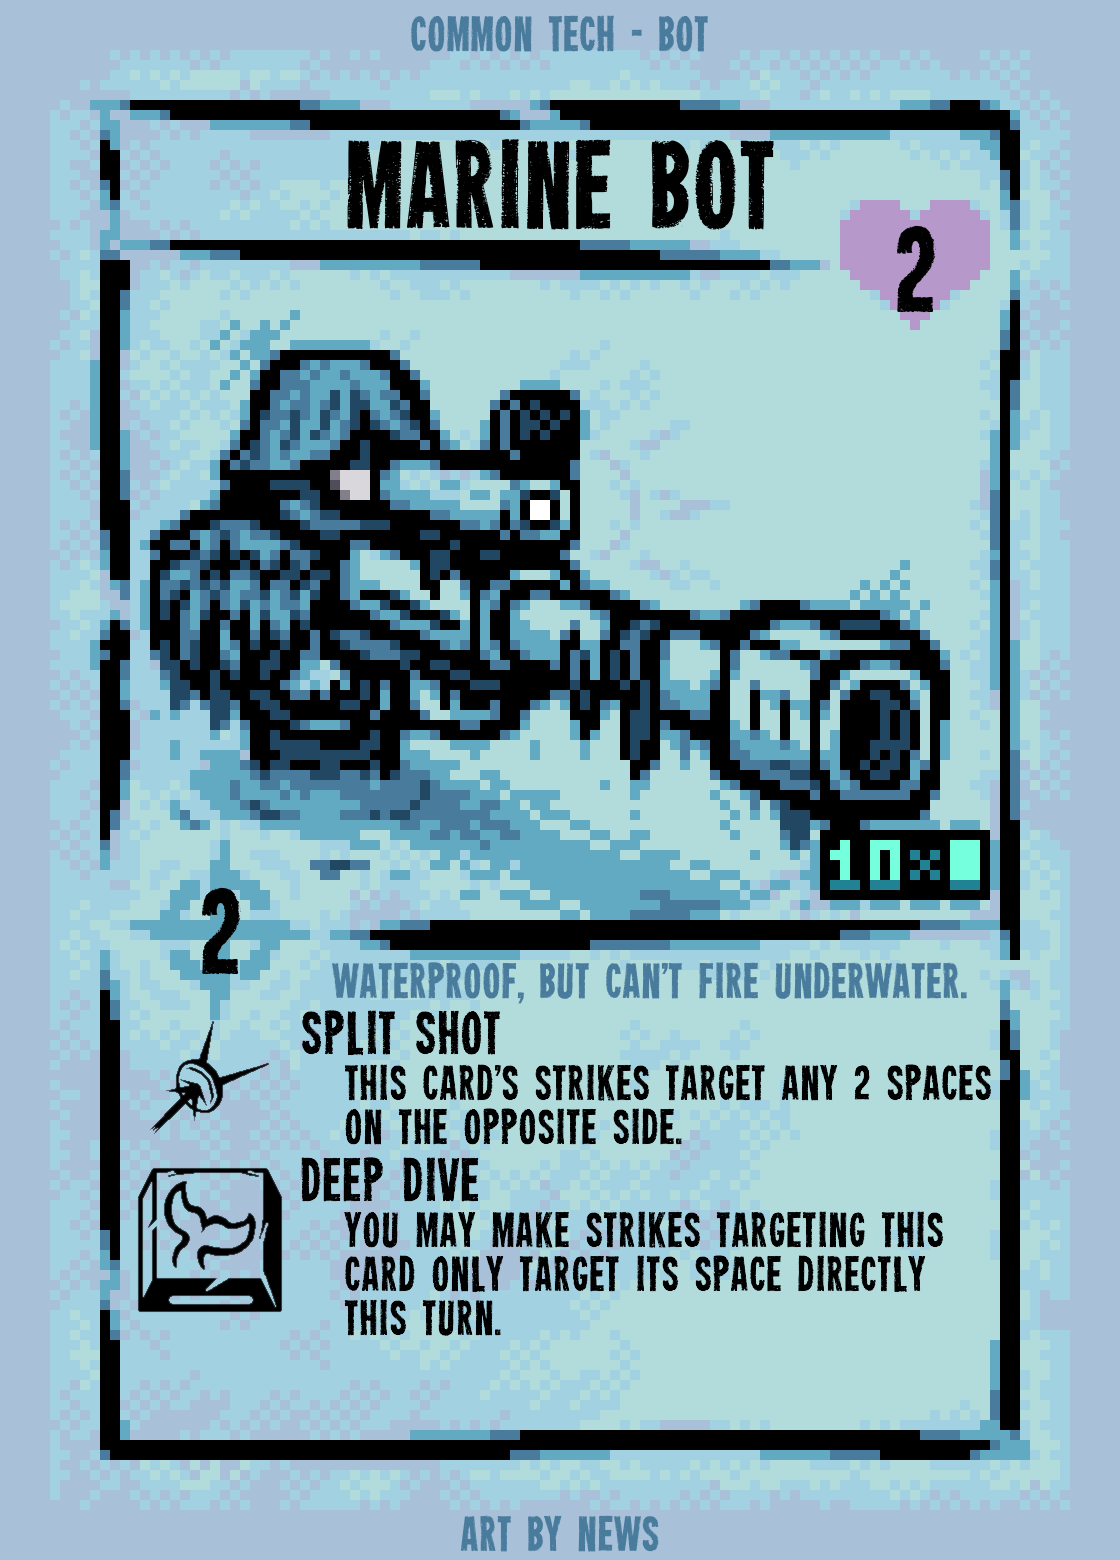 COMMON TECH - BOT
MARINE BOT
2
10×
2
WATERPROOF, BUT CAN'T FIRE UNDERWATER.
SPLIT SHOT
THIS CARD'S STRIKES TARGET ANY 2 SPACES
ON THE OPPOSITE SIDE.
DEEP DIVE
YOU MAY MAKE STRIKES TARGETING THIS
CARD ONLY TARGET ITS SPACE DIRECTLY
THIS TURN.
ART BY NEWS